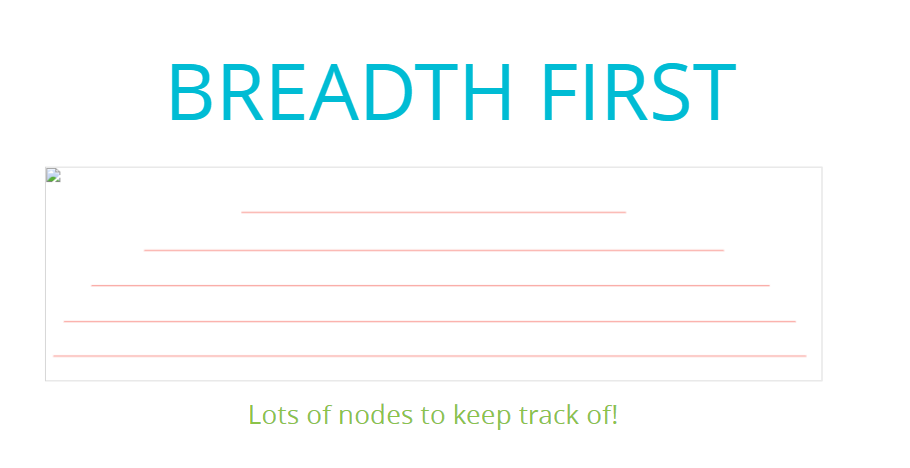 BREADTH FIRST
Lots of nodes to keep track of!